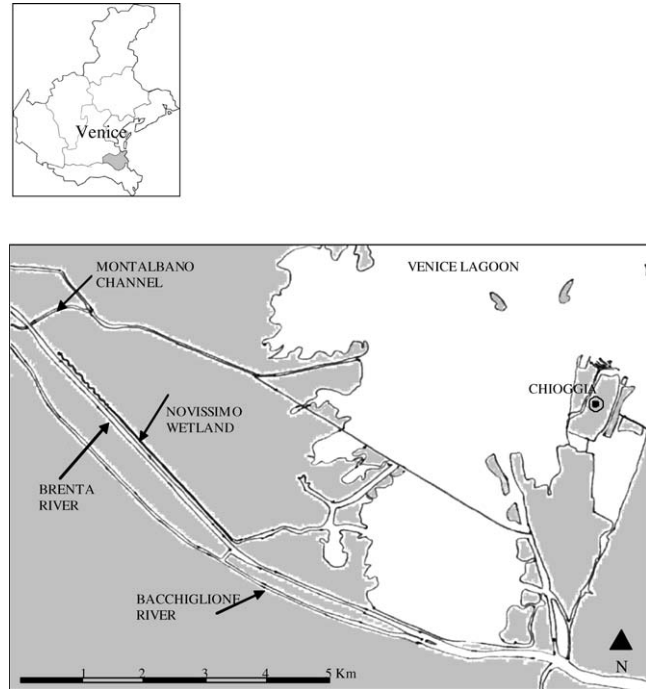 Venice
MONTALBANO
CHANNEL
VENICE LAGOON
CHIOGGIA
NOVISSIMO
WETLAND
BRENTA
RIVER
BACCHIGLIONE
RIVER
N
1 2 3 4 5 Km